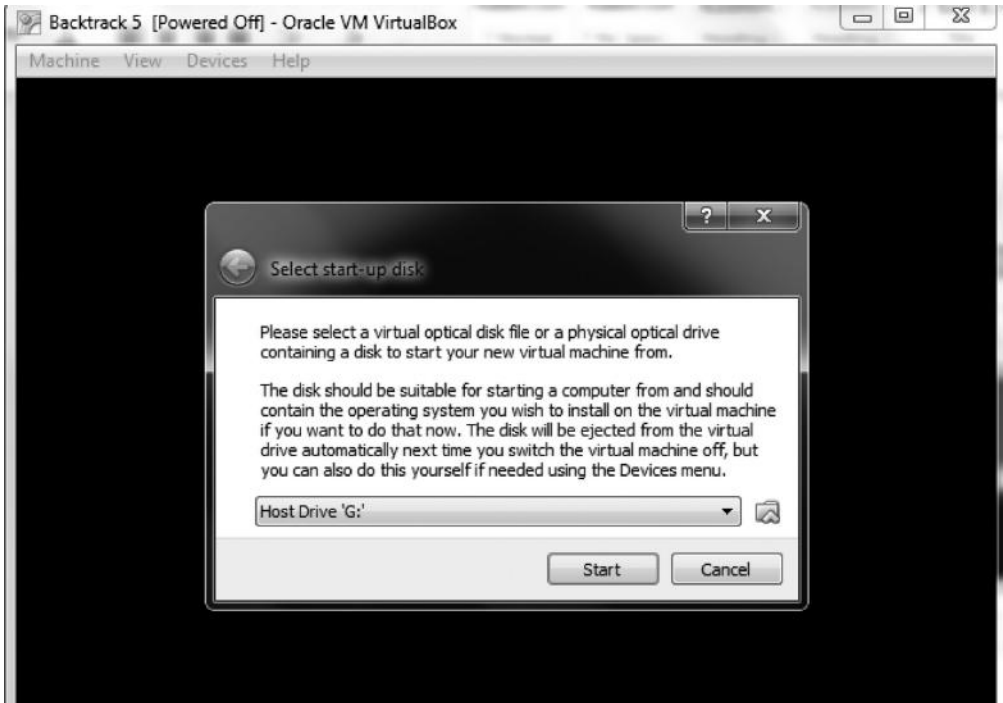 Backtrack 5 [Powered Off] - Oracle VM VirtualBox
Machine View Devices Help
?
X
Select start-up disk
Please select a virtual optical disk file or a physical optical drive
containing a disk to start your new virtual machine from.
The disk should be suitable for starting a computer from and should
contain the operating system you wish to install on the virtual machine
if you want to do that now. The disk will be ejected from the virtual
drive automatically next time you switch the virtual machine off, but
you can also do this yourself if needed using the Devices menu.
Host Drive 'G:'
Start Cancel